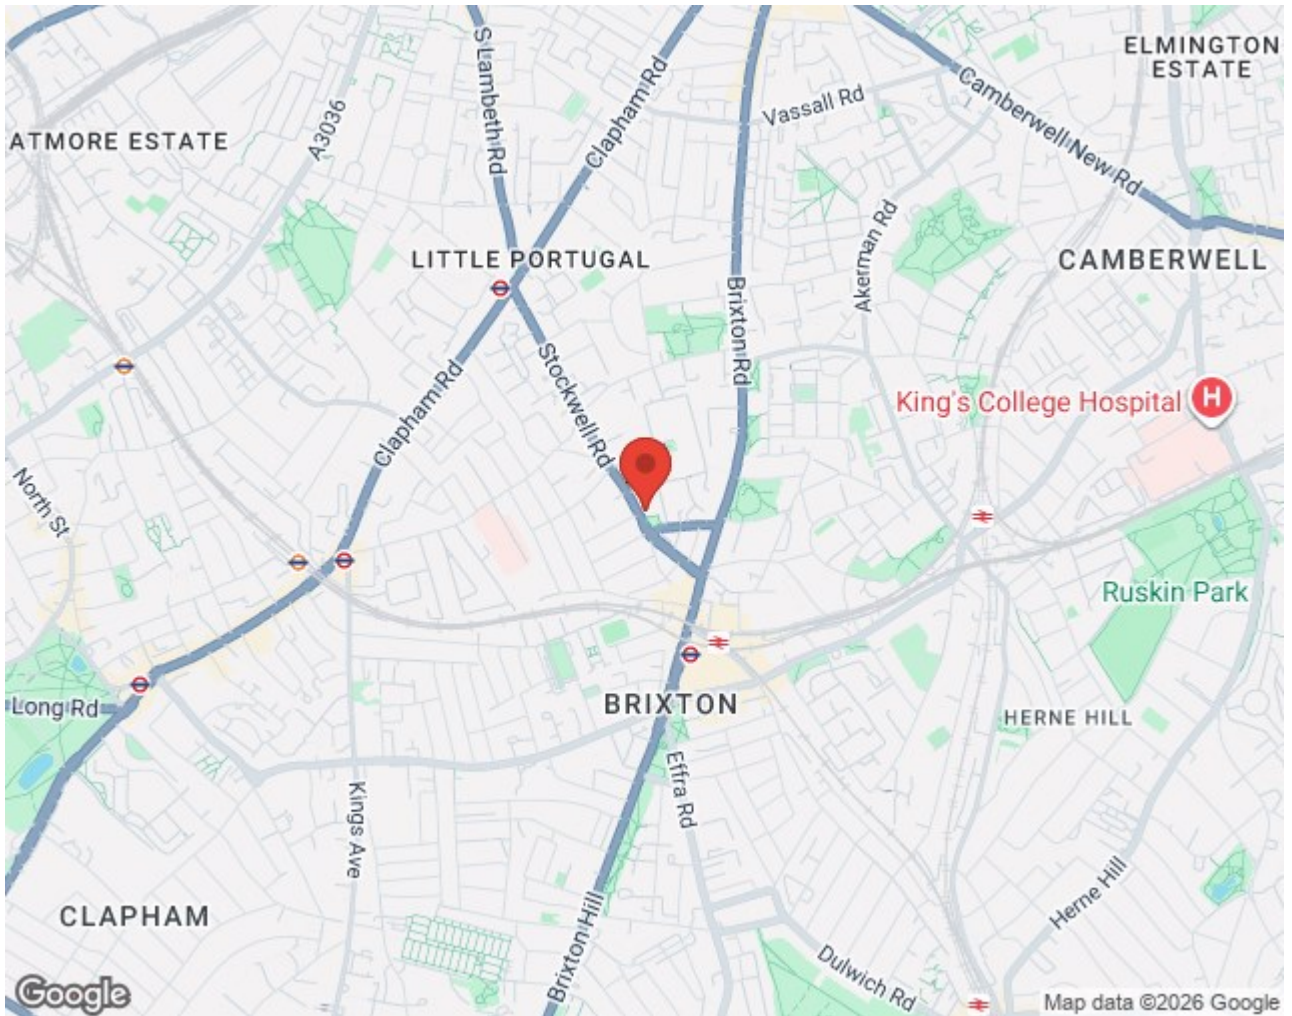 S Lambeth Rd
Clapham Rd
Vassall Rd
Camberwell New Rd
ELMINGTON
ESTATE
ATMORE ESTATE
A3036
LITTLE PORTUGAL
Akerman Rd
CAMBERWELL
Brixton Rd
Stockwell Rd
Clapham Rd
King's College Hospital
H
North St
Ruskin Park
Long Rd
BRIXTON
HERNE HILL
Effra Rd
Kings Ave
CLAPHAM
Brixton Hill
Herne Hill
Dulwich Rd
Google
Map data ©2026 Google